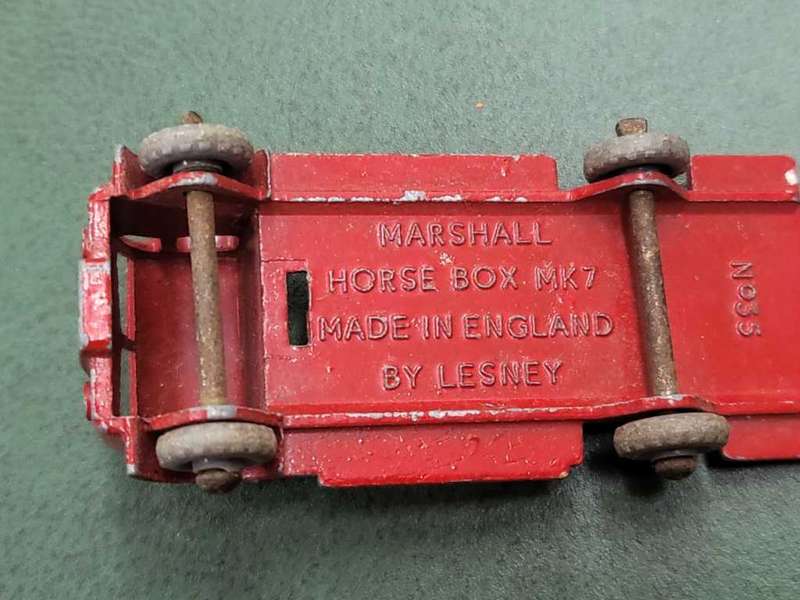 MARSHALL
HORSE BOX MK7
MADE IN ENGLAND
BY LESNEY
No35